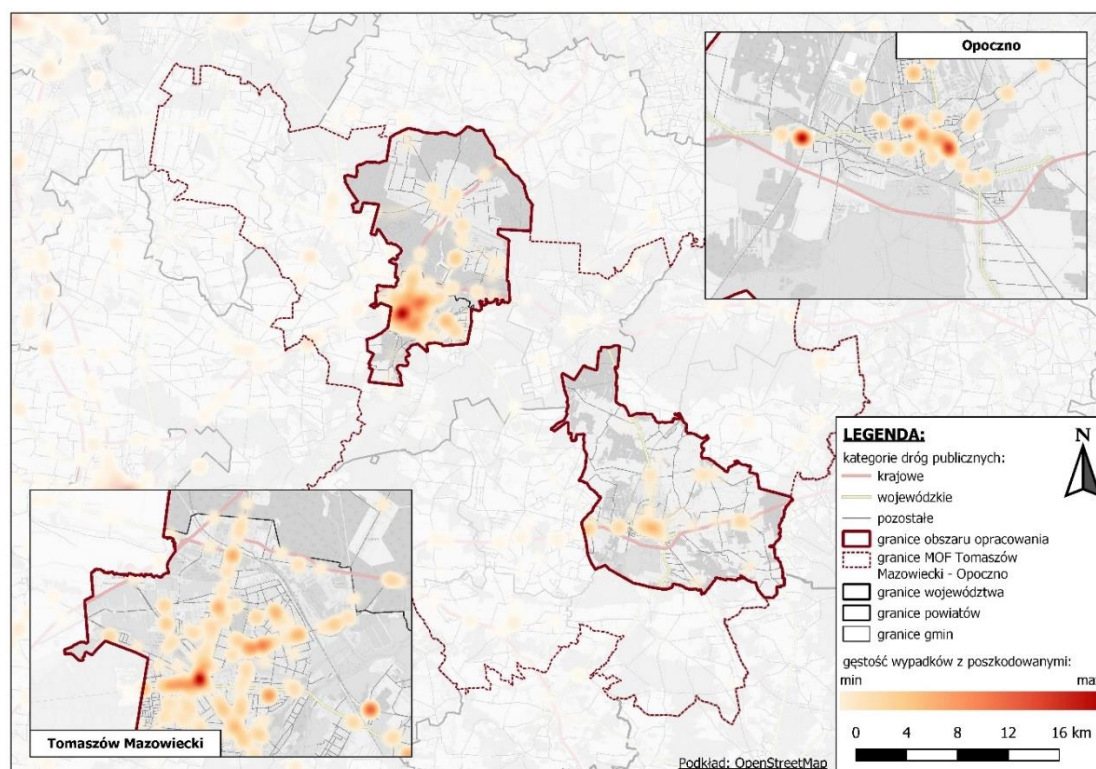 Opoczno
LEGENDA:
N
kategorie dróg publicznych:
krajowe
wojewódzkie
pozostałe
granice obszaru opracowania
granice MOF Tomaszów
Mazowiecki - Opoczno
granice województwa
granice powiatów
granice gmin
gęstość wypadków z poszkodowanymi:
min max
0 4 8 12 16 km
Tomaszów Mazowiecki
Podkład: OpenStreetMap